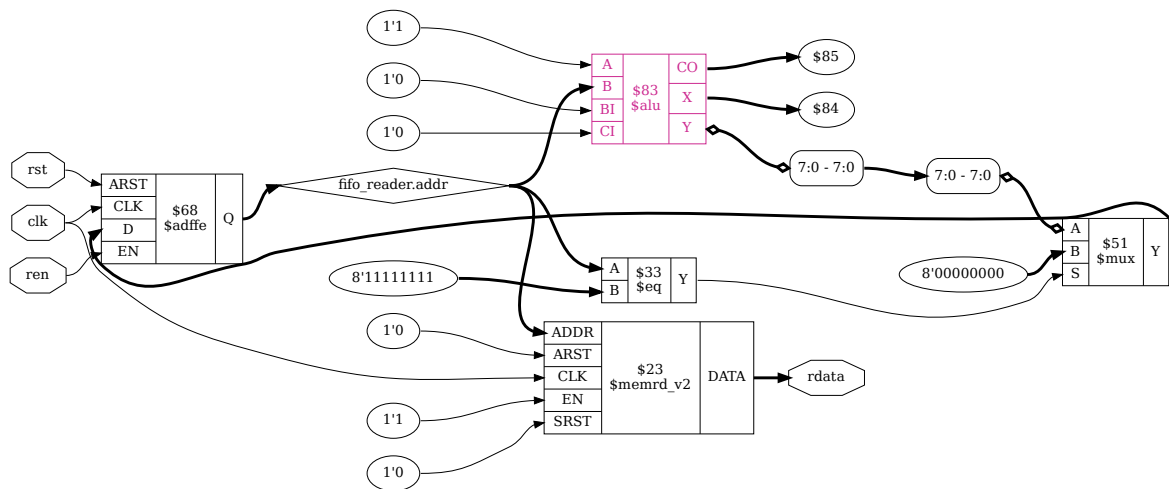 1'1
1'0
1'0
A
B
BI
CI
$83
$alu
CO
X
Y
$85
$84
7:0 - 7:0
7:0 - 7:0
rst
clk
ren
ARST
CLK
D
EN
$68
$adffe
Q
fifo_reader.addr
8'11111111
A
B
$33
$eq
Y
8'00000000
A
B
S
$51
$mux
Y
1'0
1'1
1'0
ADDR
ARST
CLK
EN
SRST
$23
$memrd_v2
DATA
rdata